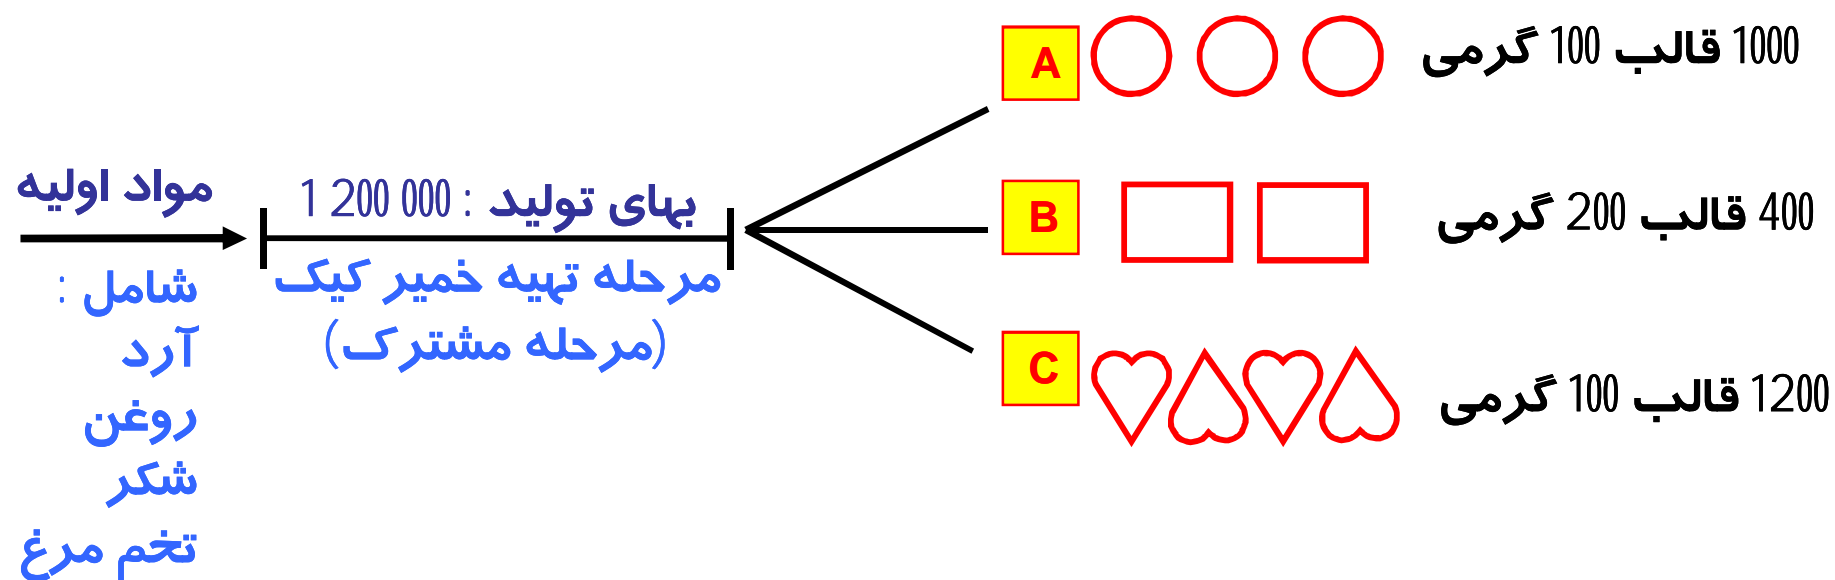 مواد اولیه
شامل :
آرد
روغن
شکر
تخم مرغ
بهای تولید : 000 200 1
مرحله تهیه خمیر کیک
(مرحله مشترک)
A
1000 قالب 100 گرمی
B
400 قالب 200 گرمی
C
1200 قالب 100 گرمی